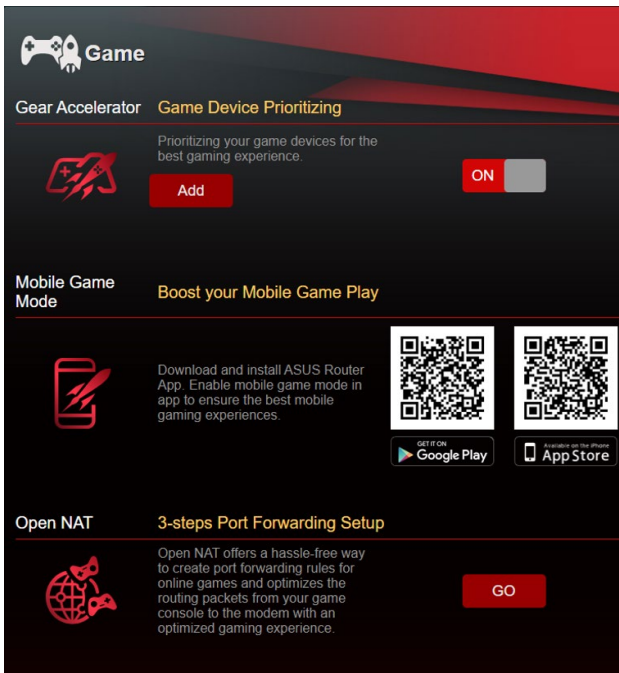 Game
Gear Accelerator
Game Device Prioritizing
Prioritizing your game devices for the
best gaming experience.
Add
ON
Mobile Game
Mode
Boost your Mobile Game Play
Download and install ASUS Router
App. Enable mobile game mode in
app to ensure the best mobile
gaming experiences.
GET IT ON
Google Play
Available on the iPhone
App Store
Open NAT
3-steps Port Forwarding Setup
Open NAT offers a hassle-free way
to create port forwarding rules for
online games and optimizes the
routing packets from your game
console to the modem with an
optimized gaming experience.
GO